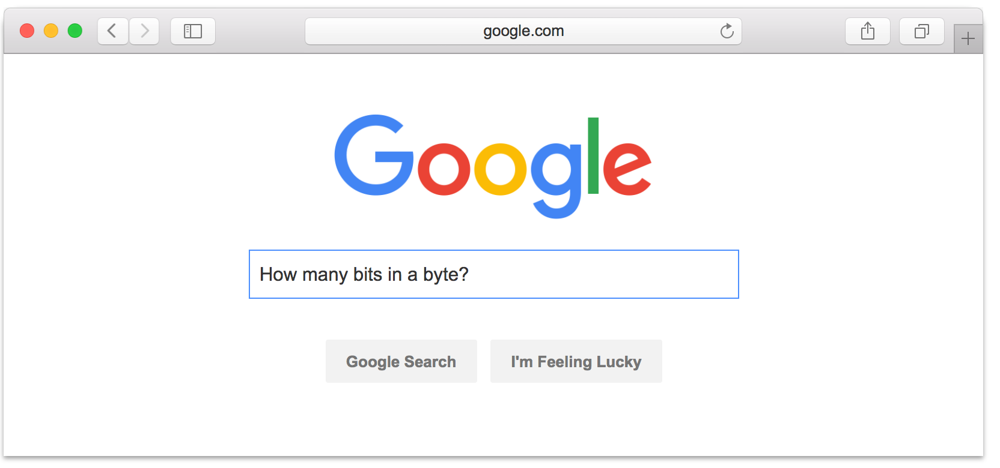 google.com
Google
How many bits in a byte?
Google Search
I'm Feeling Lucky